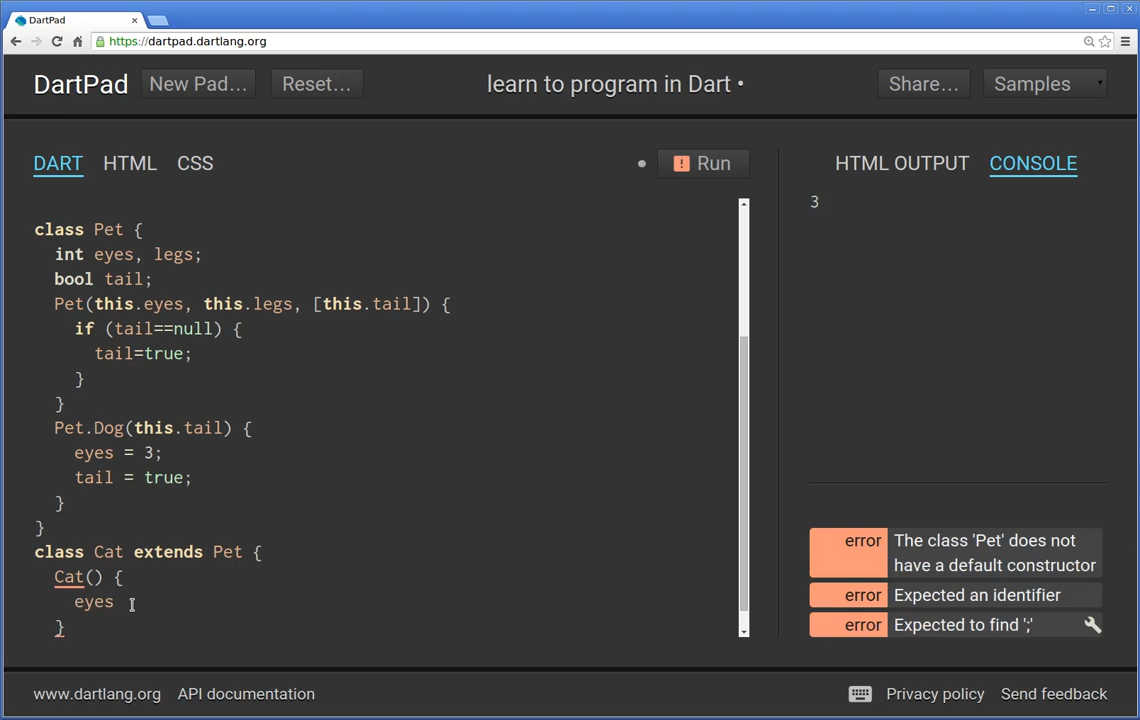 DartPad
https://dartpad.dartlang.org
DartPad New Pad... Reset... learn to program in Dart • Share... Samples
DART HTML CSS ! Run HTML OUTPUT CONSOLE
3
class Pet {
int eyes, legs;
bool tail;
Pet(this.eyes, this.legs, [this.tail]) {
if (tail==null) {
tail=true;
}
}
Pet.Dog(this.tail) {
eyes = 3;
tail = true;
}
}
class Cat extends Pet {
Cat() {
eyes
}
error The class 'Pet' does not
have a default constructor
error Expected an identifier
error Expected to find ';'
www.dartlang.org API documentation Privacy policy Send feedback